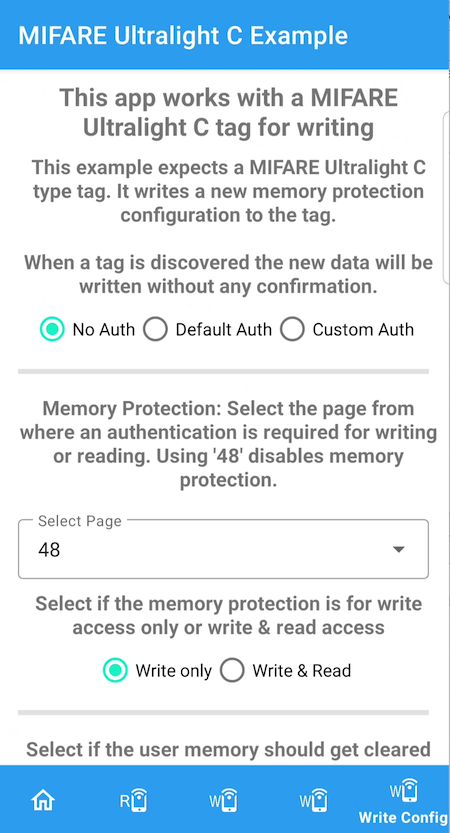 MIFARE Ultralight C Example
This app works with a MIFARE
Ultralight C tag for writing
This example expects a MIFARE Ultralight C
type tag. It writes a new memory protection
configuration to the tag.
When a tag is discovered the new data will be
written without any confirmation.
No Auth Default Auth Custom Auth
Memory Protection: Select the page from
where an authentication is required for writing
or reading. Using '48' disables memory
protection.
Select Page
48
Select if the memory protection is for write
access only or write & read access
Write only Write & Read
Select if the user memory should get cleared
R W W W
Write Config